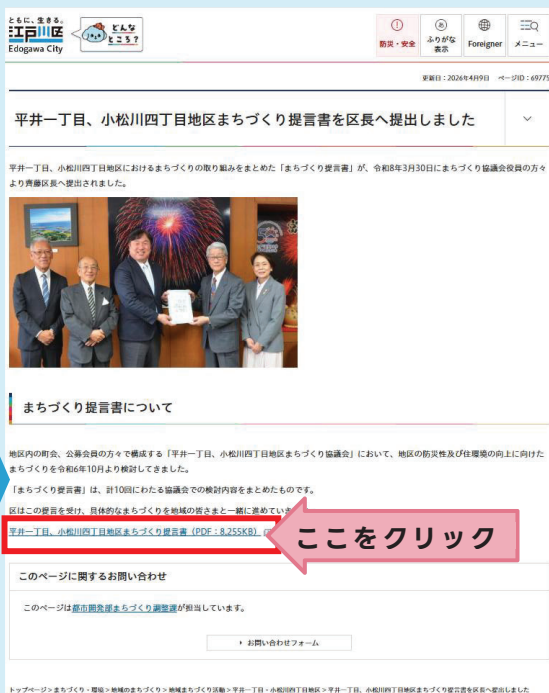 ともに、生きる。
江戸川区
Edogawa City
どんな
ところ？
防災・安全
あ
ふりがな
表示
Foreigner
メニュー
更新日：2026年4月9日　ページID：69775
平井一丁目、小松川四丁目地区まちづくり提言書を区長へ提出しました
平井一丁目、小松川四丁目地区におけるまちづくりの取り組みをまとめた「まちづくり提言書」が、令和8年3月30日にまちづくり協議会役員の方々
より齊藤区長へ提出されました。
まちづくり提言書について
地区内の町会、公募会員の方々で構成する「平井一丁目、小松川四丁目地区まちづくり協議会」において、地区の防災性及び住環境の向上に向けた
まちづくりを令和6年10月より検討してきました。
「まちづくり提言書」は、計10回にわたる協議会での検討内容をまとめたものです。
区はこの提言を受け、具体的なまちづくりを地域の皆さまと一緒に進めていき
平井一丁目、小松川四丁目地区まちづくり提言書（PDF：8,255KB）
ここをクリック
このページに関するお問い合わせ
このページは都市開発部まちづくり調整課が担当しています。
お問い合わせフォーム
トップページ > まちづくり・環境 > 地域のまちづくり > 地域まちづくり活動 > 平井一丁目・小松川四丁目地区 > 平井一丁目、小松川四丁目地区まちづくり提言書を区長へ提出しました